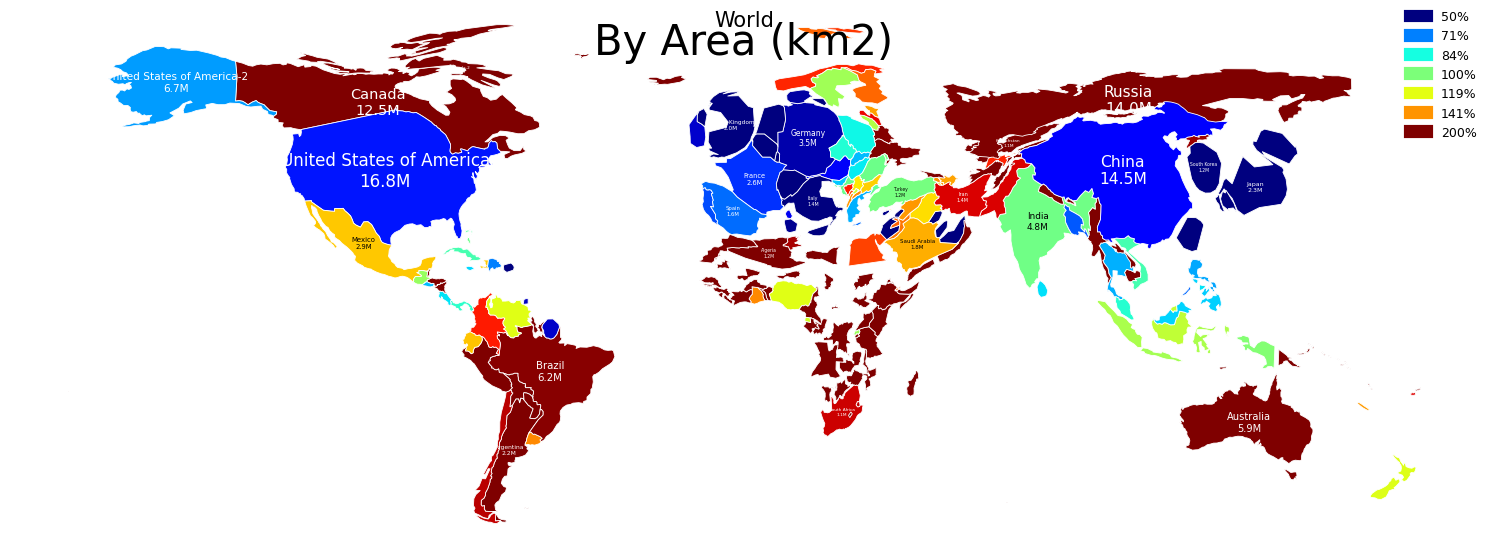 World
By Area (km2)
50%
71%
84%
100%
119%
141%
200%
United States of America-2
6.7M
Canada
12.5M
Russia
14.0M
United States of America
16.8M
Kingdom
Germany
3.5M
China
14.5M
South Korea
1.2M
Japan
2.3M
France
2.6M
Spain
1.6M
Italy
1.4M
Turkey
1.2M
Iran
1.4M
India
4.8M
Mexico
2.9M
Algeria
1.2M
Saudi Arabia
1.8M
Brazil
6.2M
South Africa
1.1M
Argentina
2.2M
Australia
5.9M